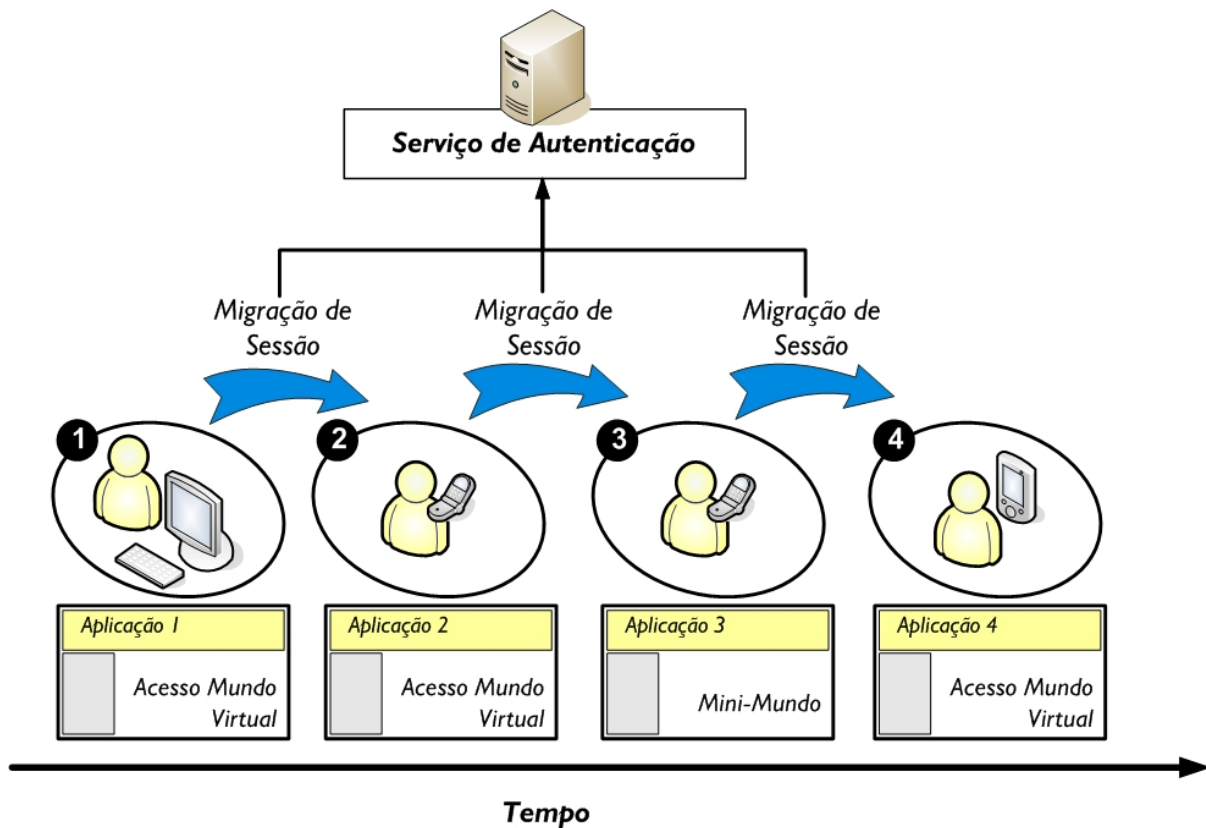 Serviço de Autenticação
Migração de
Sessão
Migração de
Sessão
Migração de
Sessão
1
2
3
4
Aplicação 1
Acesso Mundo
Virtual
Aplicação 2
Acesso Mundo
Virtual
Aplicação 3
Mini-Mundo
Aplicação 4
Acesso Mundo
Virtual
Tempo